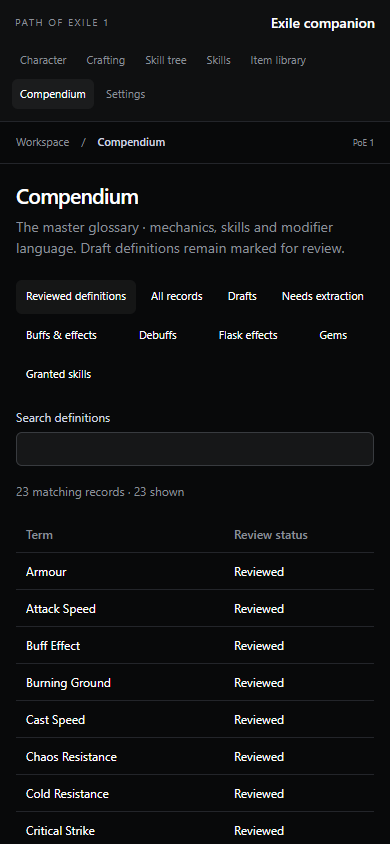 PATH OF EXILE 1 Exile companion
Character Crafting Skill tree Skills Item library
Compendium Settings
Workspace / Compendium PoE 1
Compendium
The master glossary · mechanics, skills and modifier
language. Draft definitions remain marked for review.
Reviewed definitions All records Drafts Needs extraction
Buffs & effects Debuffs Flask effects Gems
Granted skills
Search definitions
23 matching records · 23 shown
Term Review status
Armour Reviewed
Attack Speed Reviewed
Buff Effect Reviewed
Burning Ground Reviewed
Cast Speed Reviewed
Chaos Resistance Reviewed
Cold Resistance Reviewed
Critical Strike Reviewed